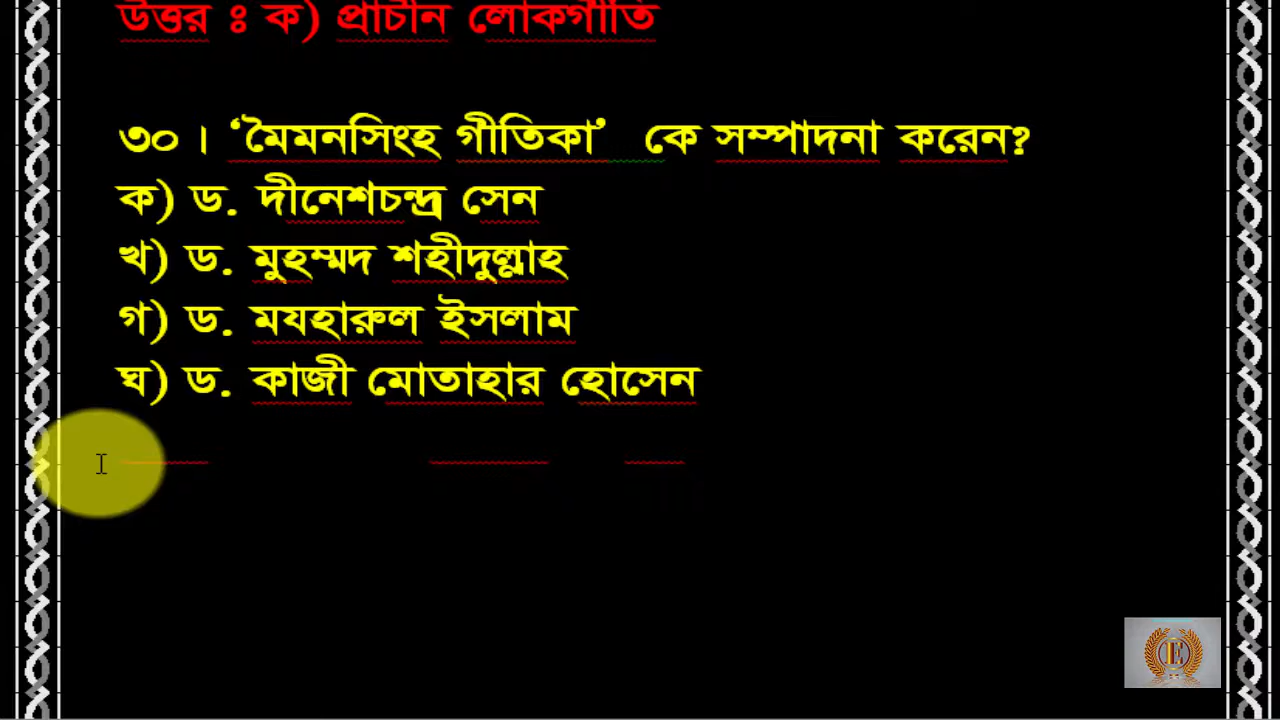 উত্তর ঃ ক) প্রাচীন লোকগীতি
৩০ । ‘মৈমনসিংহ গীতিকা’ কে সম্পাদনা করেন?
ক) ড. দীনেশচন্দ্র সেন
খ) ড. মুহম্মদ শহীদুল্লাহ
গ) ড. মযহারুল ইসলাম
ঘ) ড. কাজী মোতাহার হোসেন
E